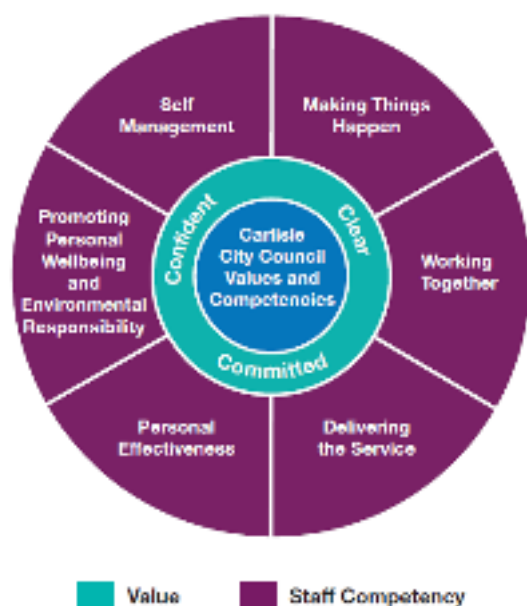 Self
Management
Making Things
Happen
Promoting
Personal
Wellbeing
and
Environmental
Responsibility
Confident
Clear
Committed
Carlisle
City Council
Values and
Competencies
Working
Together
Personal
Effectiveness
Delivering
the Service
Value
Staff Competency